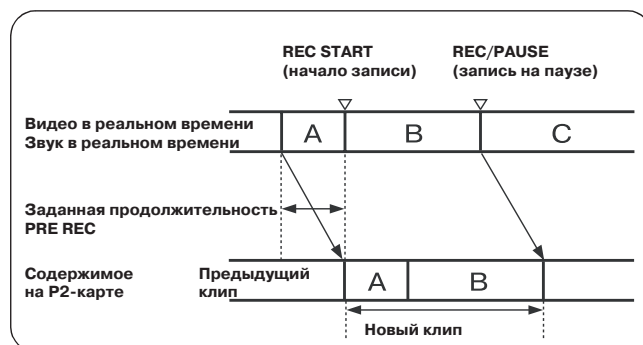 REC START
(начало записи)
REC/PAUSE
(запись на паузе)
Видео в реальном времени
Звук в реальном времени
A
B
C
Заданная продолжительность
PRE REC
Содержимое
на P2-карте
Предыдущий
клип
A
B
Новый клип